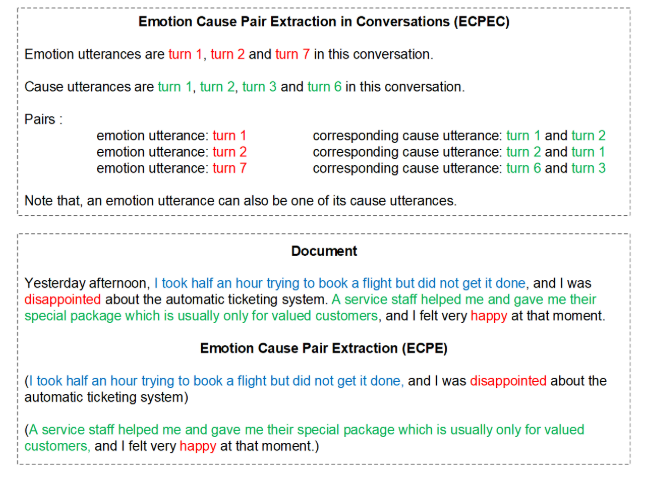 Emotion Cause Pair Extraction in Conversations (ECPEC)
Emotion utterances are turn 1, turn 2 and turn 7 in this conversation.
Cause utterances are turn 1, turn 2, turn 3 and turn 6 in this conversation.
Pairs :
emotion utterance: turn 1 corresponding cause utterance: turn 1 and turn 2
emotion utterance: turn 2 corresponding cause utterance: turn 2 and turn 1
emotion utterance: turn 7 corresponding cause utterance: turn 6 and turn 3
Note that, an emotion utterance can also be one of its cause utterances.
Document
Yesterday afternoon, I took half an hour trying to book a flight but did not get it done, and I was
disappointed about the automatic ticketing system. A service staff helped me and gave me their
special package which is usually only for valued customers, and I felt very happy at that moment.
Emotion Cause Pair Extraction (ECPE)
(I took half an hour trying to book a flight but did not get it done, and I was disappointed about the
automatic ticketing system)
(A service staff helped me and gave me their special package which is usually only for valued
customers, and I felt very happy at that moment.)